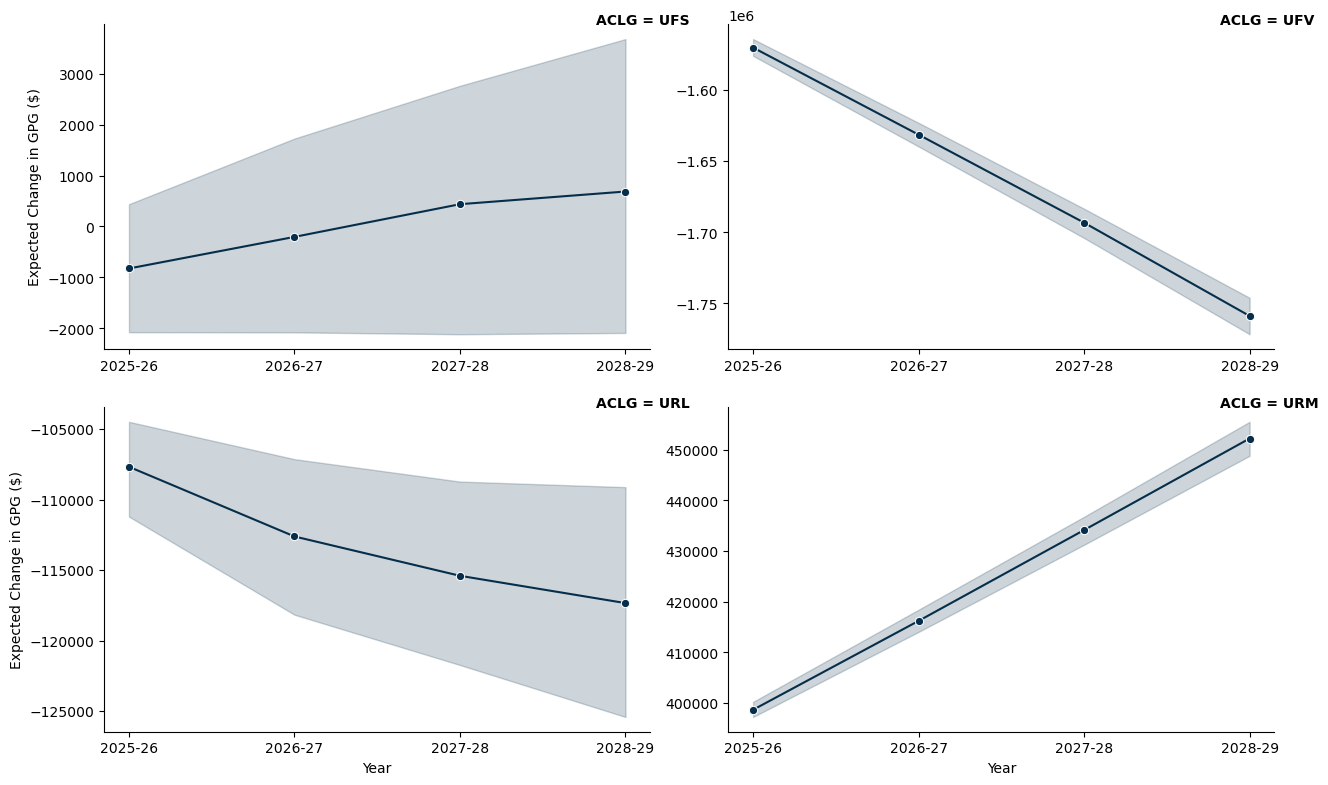 ACLG = UFS
Expected Change in GPG ($)
3000
2000
1000
0
−1000
−2000
2025-26 2026-27 2027-28 2028-29
ACLG = UFV
1e6
−1.60
−1.65
−1.70
−1.75
2025-26 2026-27 2027-28 2028-29
ACLG = URL
Expected Change in GPG ($)
−105000
−110000
−115000
−120000
−125000
2025-26 2026-27 2027-28 2028-29
Year
ACLG = URM
450000
440000
430000
420000
410000
400000
2025-26 2026-27 2027-28 2028-29
Year